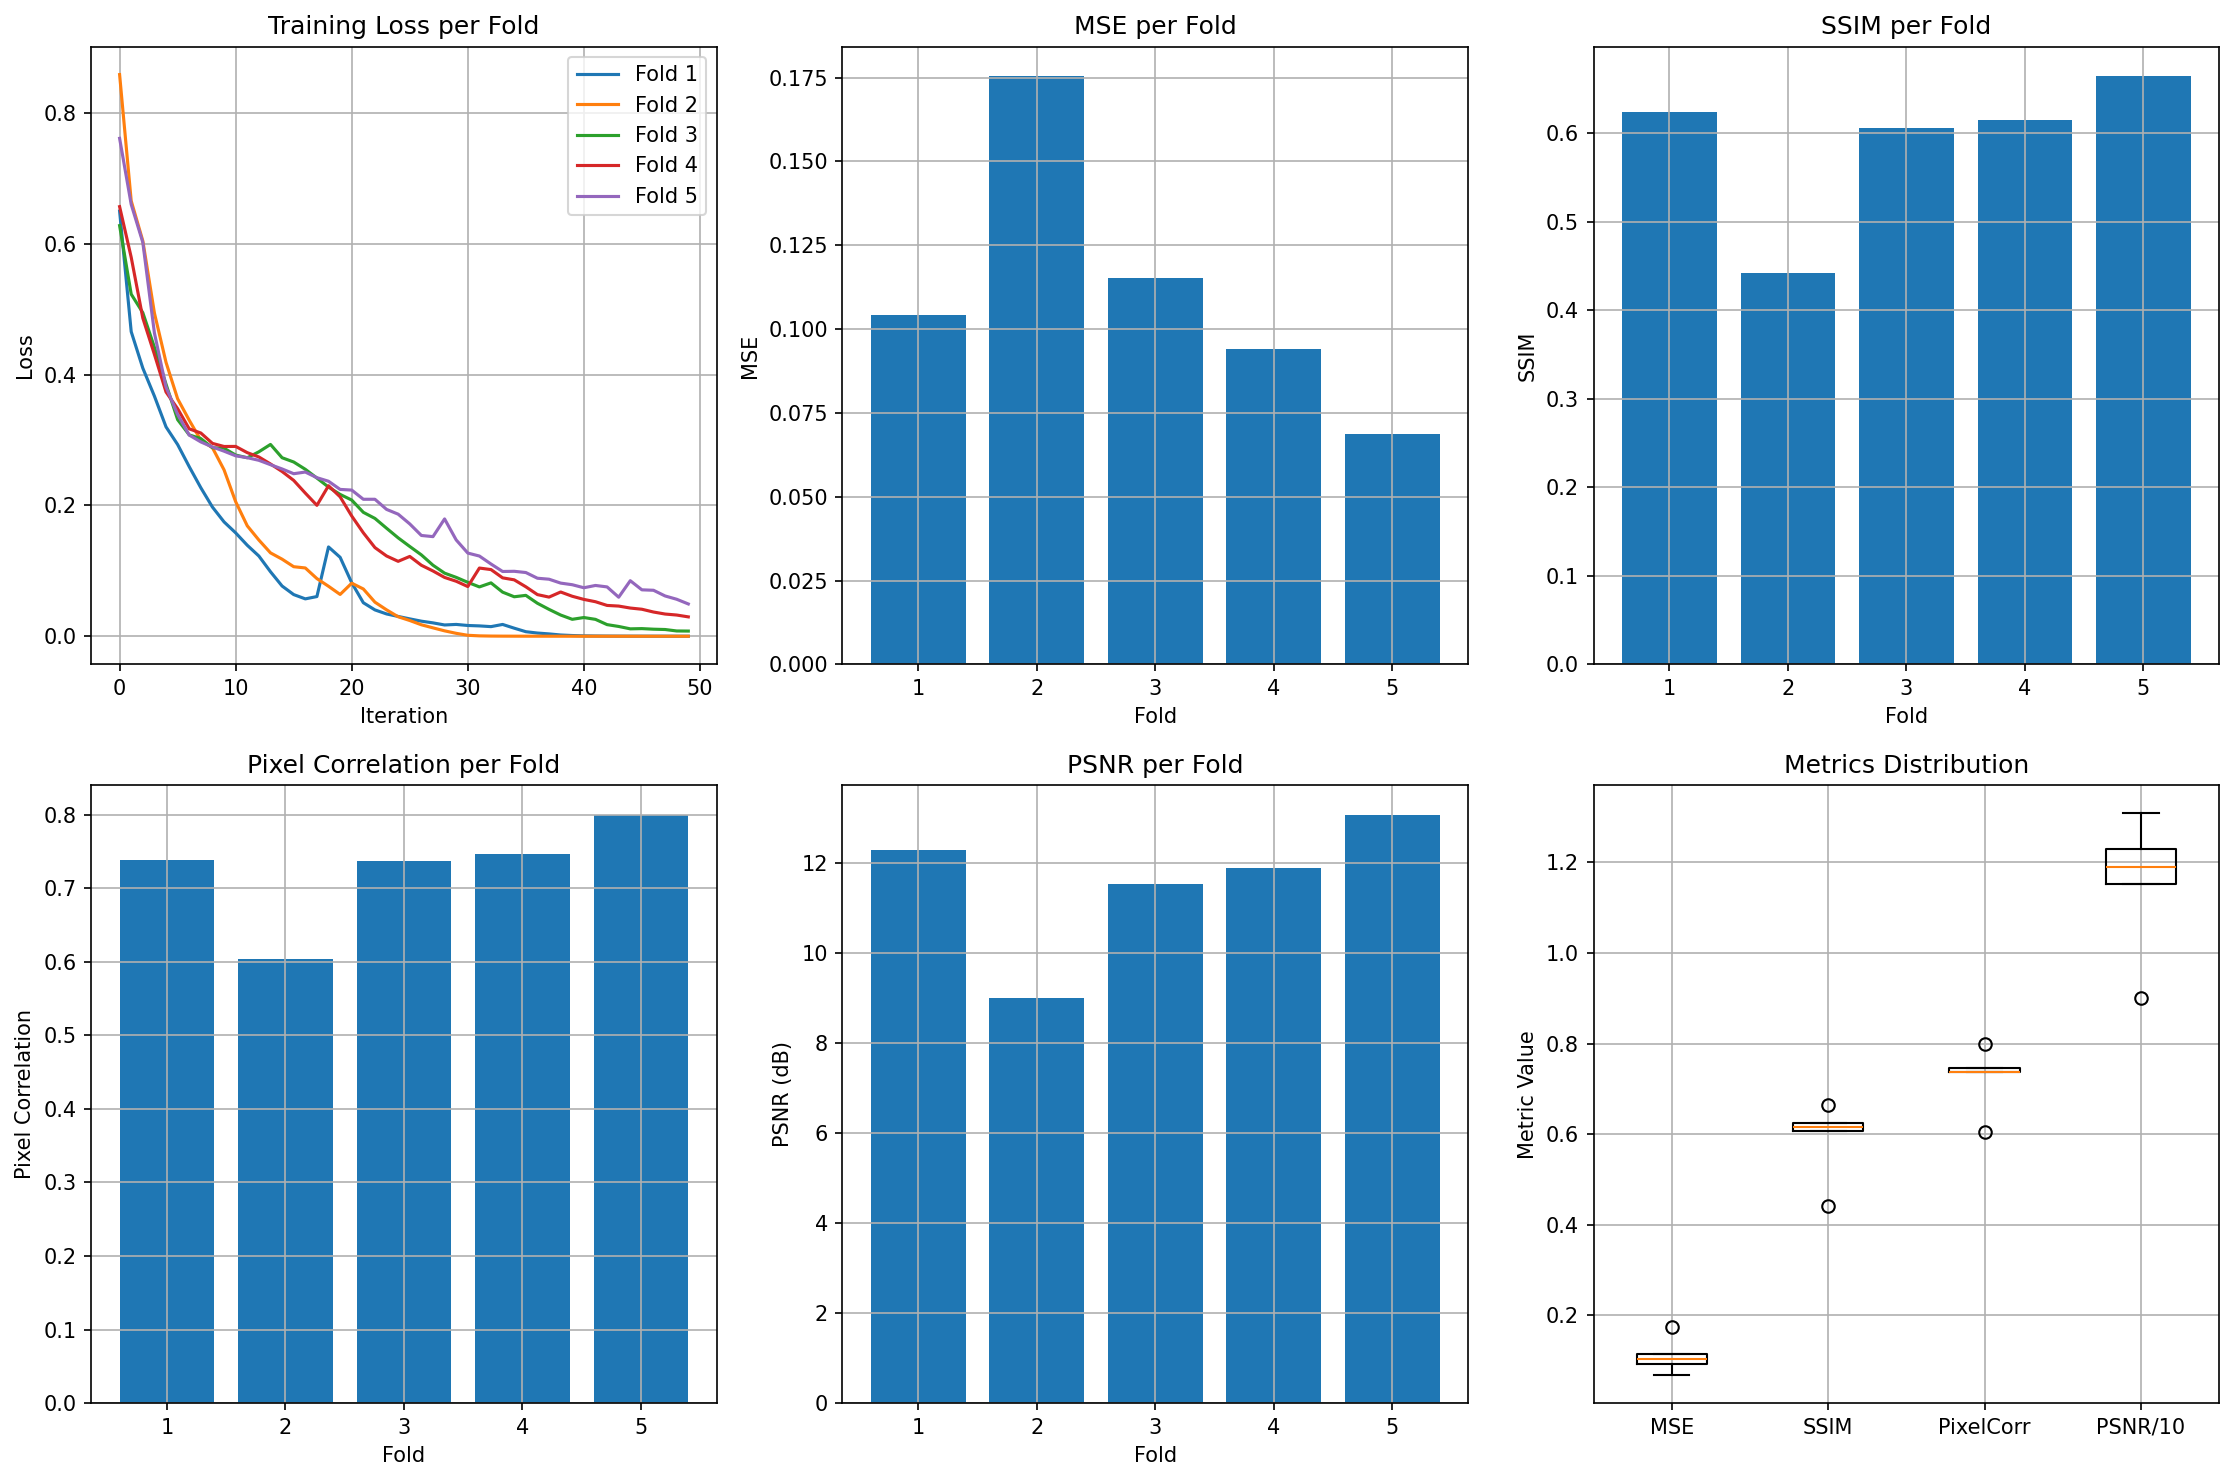 Training Loss per Fold
Loss
0.8
0.6
0.4
0.2
0.0
Fold 1
Fold 2
Fold 3
Fold 4
Fold 5
0 10 20 30 40 50
Iteration
MSE per Fold
MSE
0.175
0.150
0.125
0.100
0.075
0.050
0.025
0.000
1 2 3 4 5
Fold
SSIM per Fold
SSIM
0.6
0.5
0.4
0.3
0.2
0.1
0.0
1 2 3 4 5
Fold
Pixel Correlation per Fold
Pixel Correlation
0.8
0.7
0.6
0.5
0.4
0.3
0.2
0.1
0.0
1 2 3 4 5
Fold
PSNR per Fold
PSNR (dB)
12
10
8
6
4
2
0
1 2 3 4 5
Fold
Metrics Distribution
Metric Value
1.2
1.0
0.8
0.6
0.4
0.2
MSE SSIM PixelCorr PSNR/10